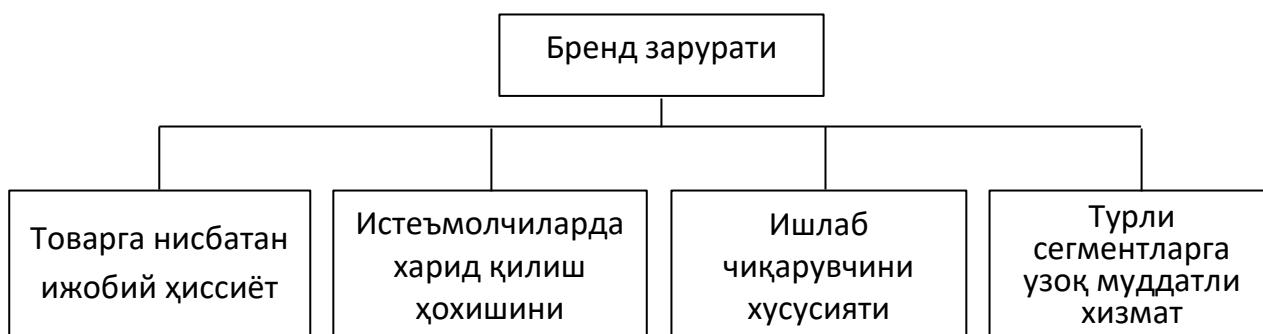 Бренд зарурати
Товарга нисбатан
ижобий ҳиссиёт
Истеъмолчиларда
харид қилиш
ҳохишини
Ишлаб
чиқарувчини
хусусияти
Турли
сегментларга
узоқ муддатли
хизмат